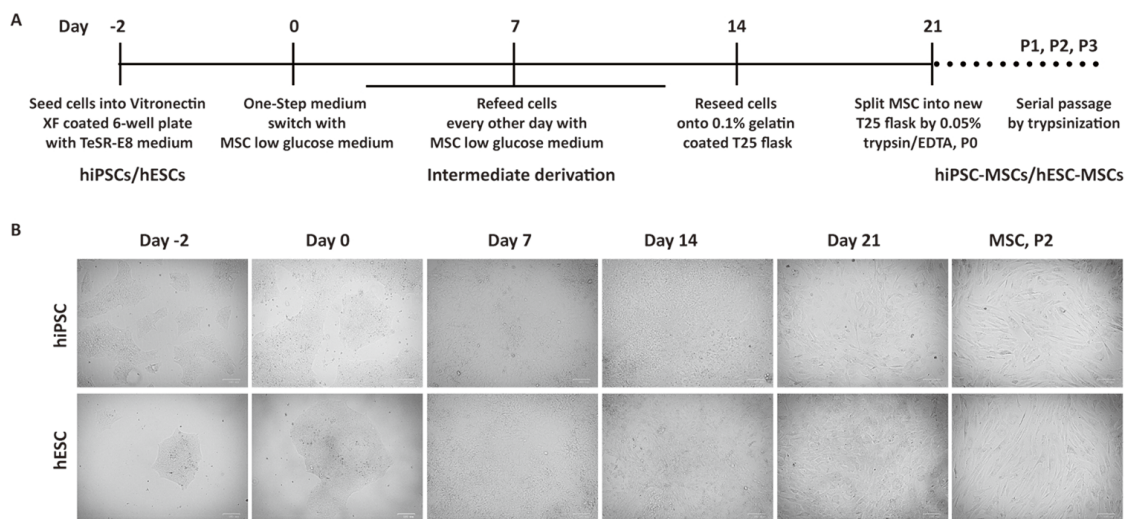 A
Day -2 0 7 14 21
P1, P2, P3
Seed cells into Vitronectin
XF coated 6-well plate
with TeSR-E8 medium
One-Step medium
switch with
MSC low glucose medium
Refeed cells
every other day with
MSC low glucose medium
Reseed cells
onto 0.1% gelatin
coated T25 flask
Split MSC into new
T25 flask by 0.05%
trypsin/EDTA, P0
Serial passage
by trypsinization
hiPSCs/hESCs
Intermediate derivation
hiPSC-MSCs/hESC-MSCs
B
Day -2 Day 0 Day 7 Day 14 Day 21 MSC, P2
hiPSC
hESC